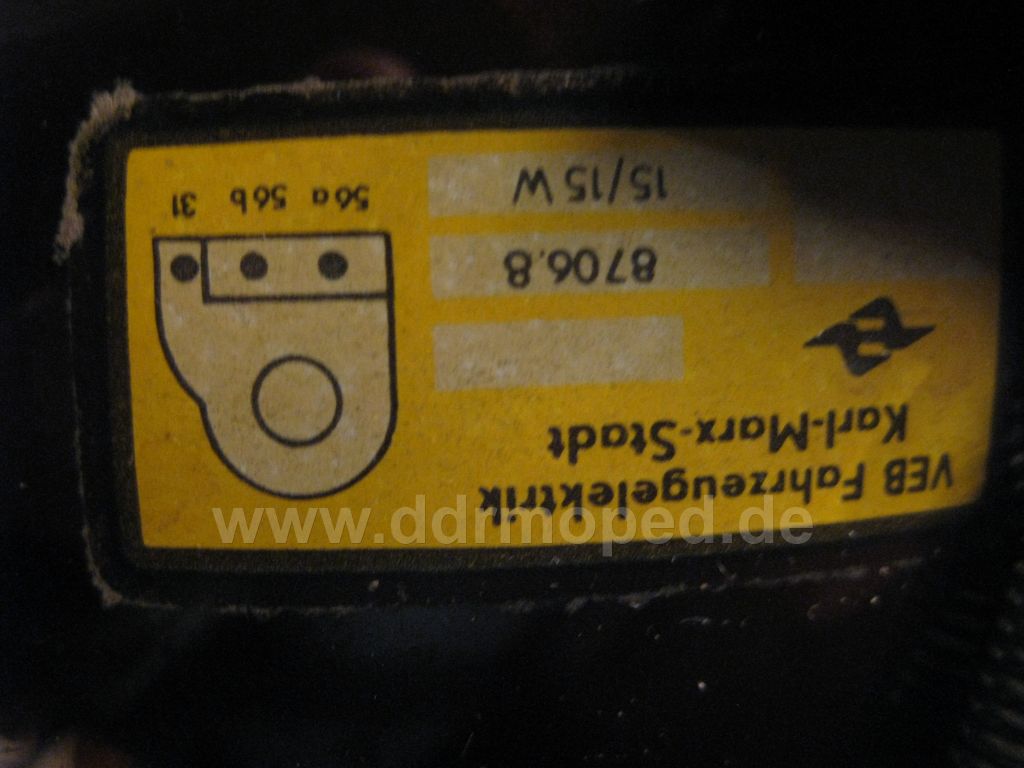 VEB Fahrzeugelektrik
Karl-Marx-Stadt
8706.8
15/15 W
56a 56b 31
www.ddrmoped.de